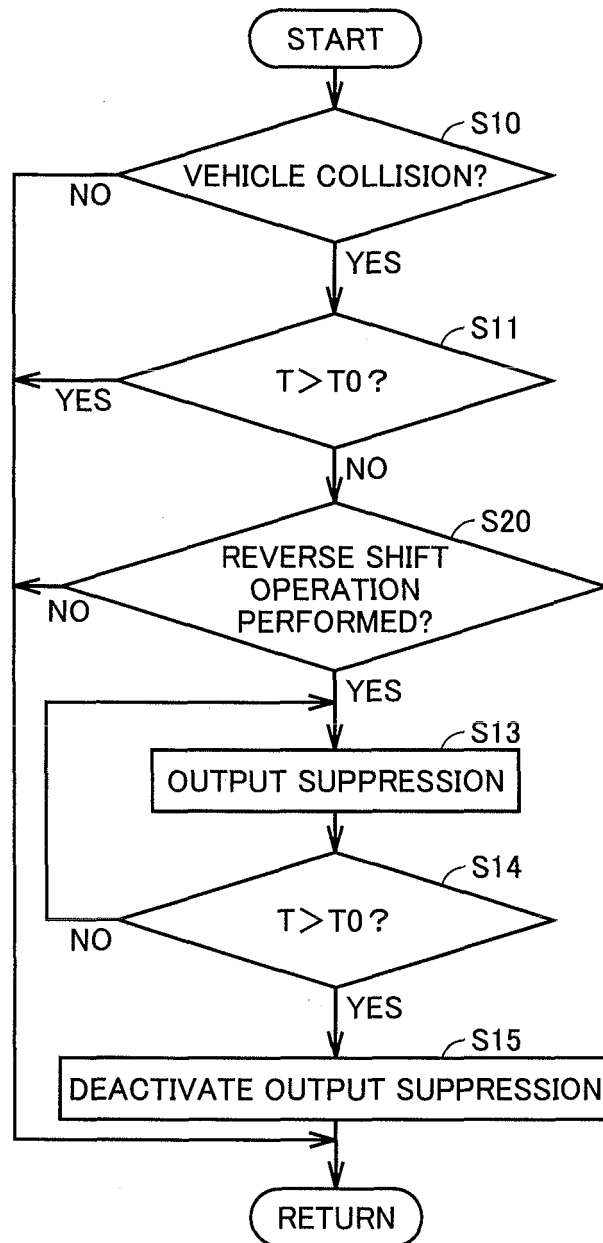 START
S10
VEHICLE COLLISION?
NO
YES
S11
T>T0?
YES
NO
S20
REVERSE SHIFT
OPERATION
PERFORMED?
NO
YES
S13
OUTPUT SUPPRESSION
S14
T>T0?
NO
YES
S15
DEACTIVATE OUTPUT SUPPRESSION
RETURN